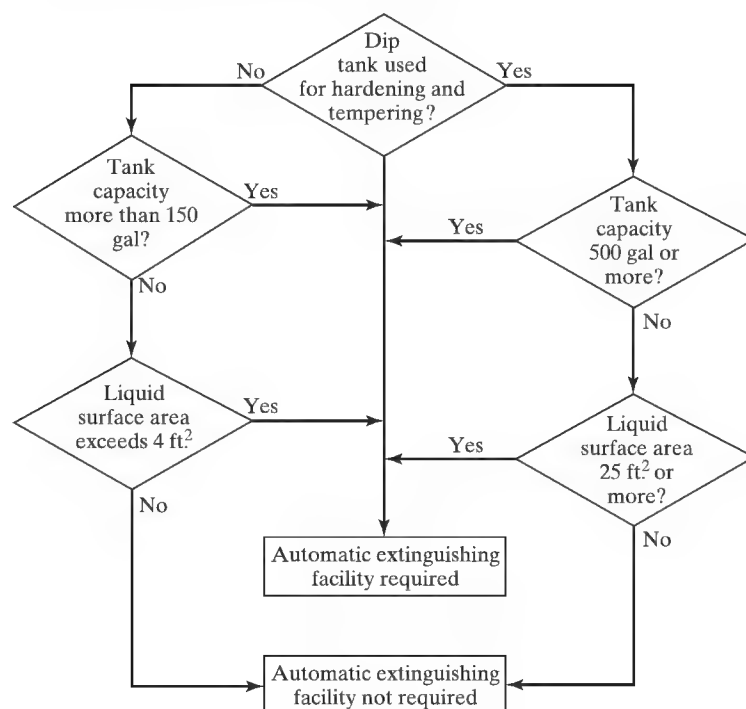 Dip
tank used
for hardening and
tempering?
No
Yes
Tank
capacity
more than 150
gal?
Yes
No
Tank
capacity
500 gal or
more?
Yes
No
Liquid
surface area
exceeds 4 ft.²
Yes
No
Liquid
surface area
25 ft.² or
more?
Yes
No
Automatic extinguishing
facility required
Automatic extinguishing
facility not required